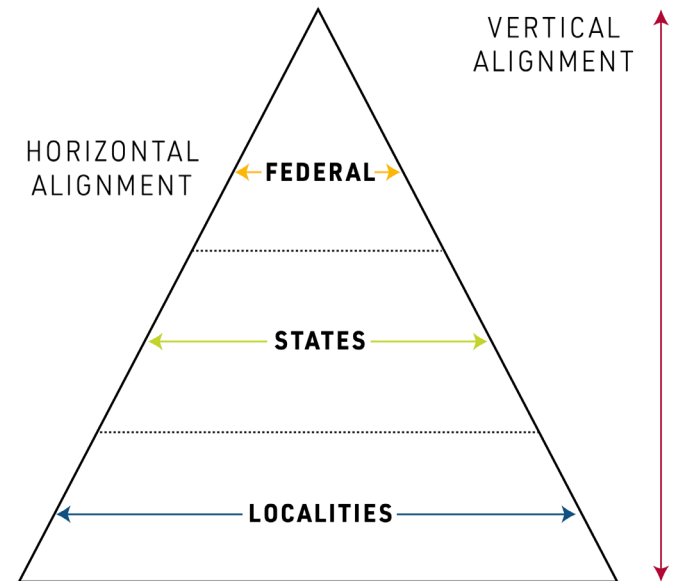 VERTICAL
ALIGNMENT
HORIZONTAL
ALIGNMENT
FEDERAL
STATES
LOCALITIES